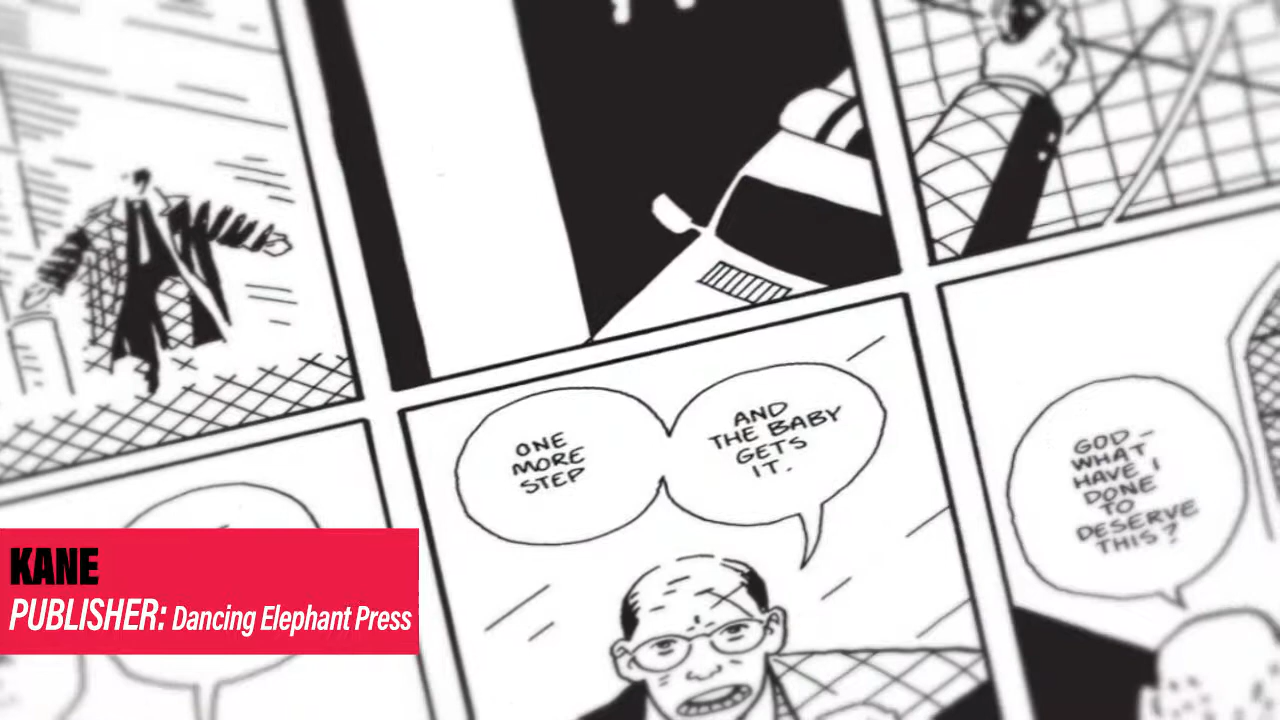 ONE
MORE
STEP
AND
THE BABY
GETS
IT.
GOD –
WHAT
HAVE I
DONE
TO
DESERVE
THIS?
KANE
PUBLISHER: Dancing Elephant Press